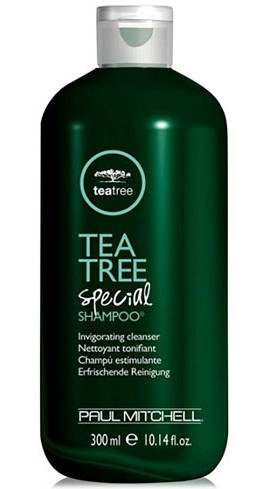 teatree
TEA
TREE
special
SHAMPOO®
Invigorating cleanser
Nettoyant tonifiant
Champú estimulante
Erfrischende Reinigung
PAUL MITCHELL
300 ml e 10.14 fl.oz.